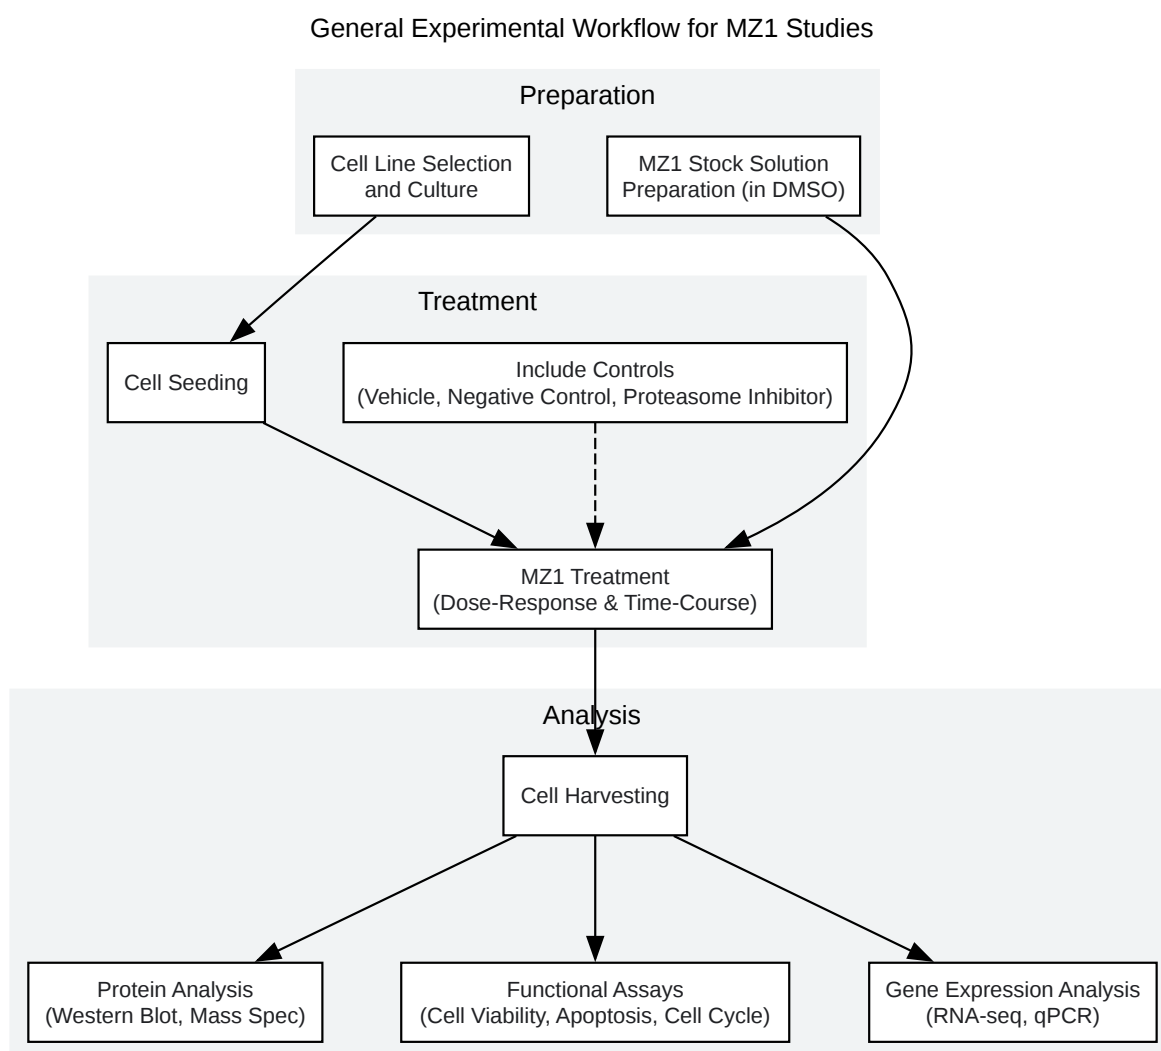 General Experimental Workflow for MZ1 Studies
Preparation
Cell Line Selection
and Culture
MZ1 Stock Solution
Preparation (in DMSO)
Treatment
Cell Seeding
Include Controls
(Vehicle, Negative Control, Proteasome Inhibitor)
MZ1 Treatment
(Dose-Response & Time-Course)
Analysis
Cell Harvesting
Protein Analysis
(Western Blot, Mass Spec)
Functional Assays
(Cell Viability, Apoptosis, Cell Cycle)
Gene Expression Analysis
(RNA-seq, qPCR)